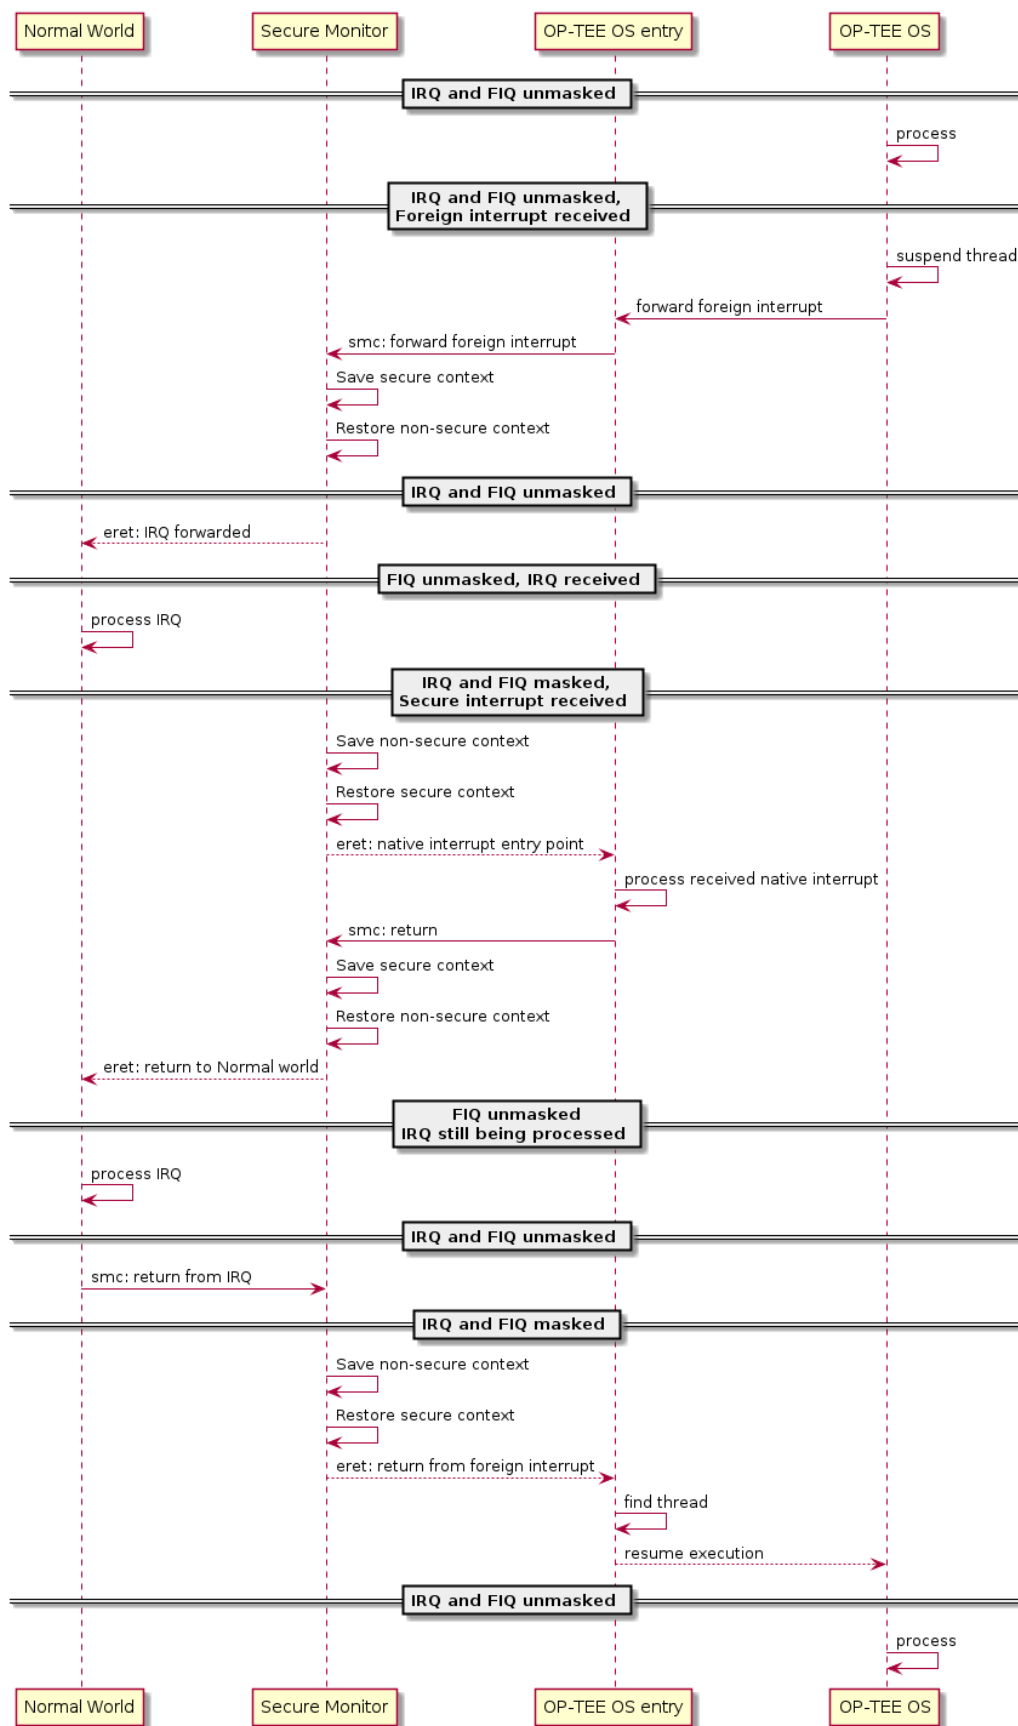 Normal World
Secure Monitor
OP-TEE OS entry
OP-TEE OS
IRQ and FIQ unmasked
process
IRQ and FIQ unmasked,
Foreign interrupt received
suspend thread
forward foreign interrupt
smc: forward foreign interrupt
Save secure context
Restore non-secure context
IRQ and FIQ unmasked
eret: IRQ forwarded
FIQ unmasked, IRQ received
process IRQ
IRQ and FIQ masked,
Secure interrupt received
Save non-secure context
Restore secure context
eret: native interrupt entry point
process received native interrupt
smc: return
Save secure context
Restore non-secure context
eret: return to Normal world
FIQ unmasked
IRQ still being processed
process IRQ
IRQ and FIQ unmasked
smc: return from IRQ
IRQ and FIQ masked
Save non-secure context
Restore secure context
eret: return from foreign interrupt
find thread
resume execution
IRQ and FIQ unmasked
process
Normal World
Secure Monitor
OP-TEE OS entry
OP-TEE OS